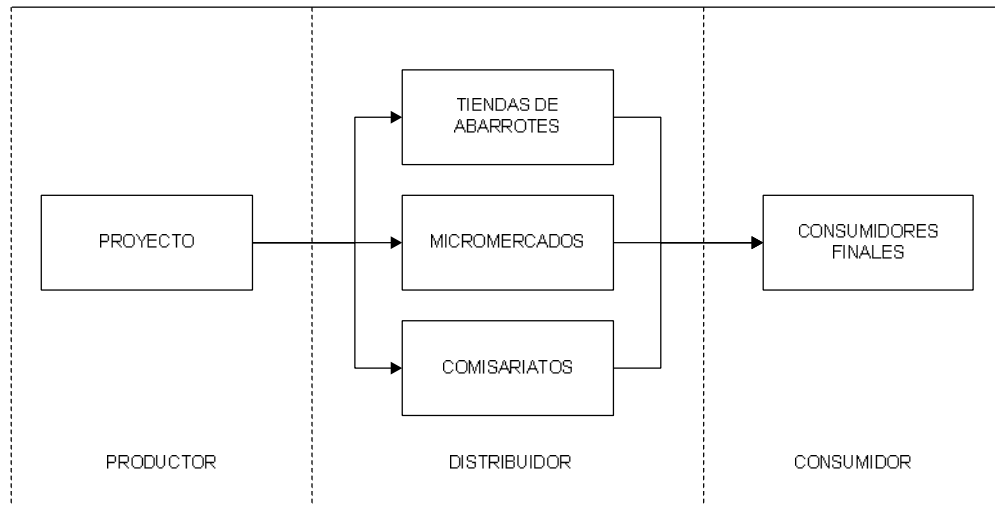 TIENDAS DE
ABARROTES
PROYECTO
MICROMERCADOS
CONSUMIDORES
FINALES
COMISARIATOS
PRODUCTOR
DISTRIBUIDOR
CONSUMIDOR